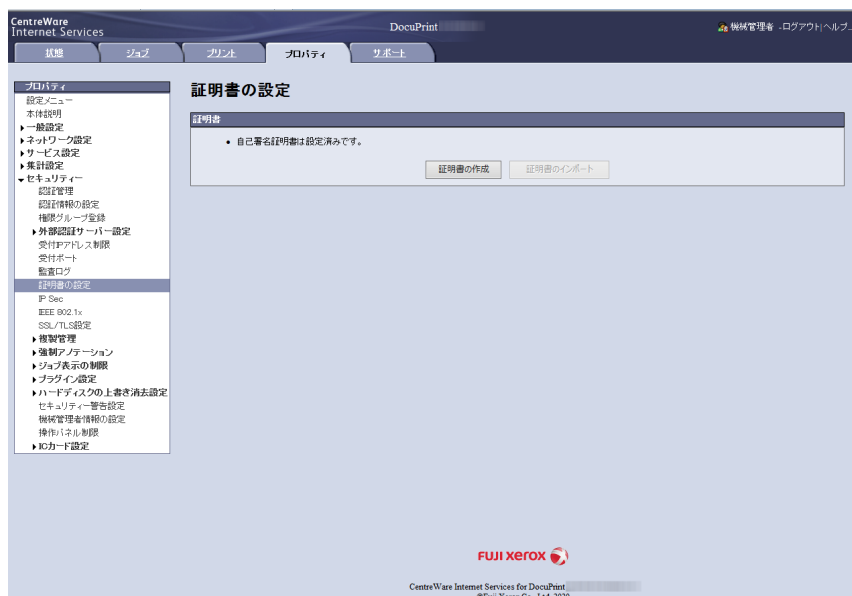 CentreWare
Internet Services
DocuPrint
機械管理者 -ログアウト|ヘルプ
状態 ジョブ プリント プロパティ サポート
プロパティ
設定メニュー
本体説明
一般設定
ネットワーク設定
サービス設定
集計設定
セキュリティー
認証管理
認証情報の設定
権限グループ登録
外部認証サーバー設定
受付IPアドレス制限
受付ポート
監査ログ
証明書の設定
IP Sec
IEEE 802.1x
SSL/TLS設定
複製管理
強制アノテーション
ジョブ表示の制限
プラグイン設定
ハードディスクの上書き消去設定
セキュリティー警告設定
機械管理者情報の設定
操作パネル制限
ICカード設定
証明書の設定
証明書
• 自己署名証明書は設定済みです。
証明書の作成 証明書のインポート
FUJI xerox
CentreWare Internet Services for DocuPrint